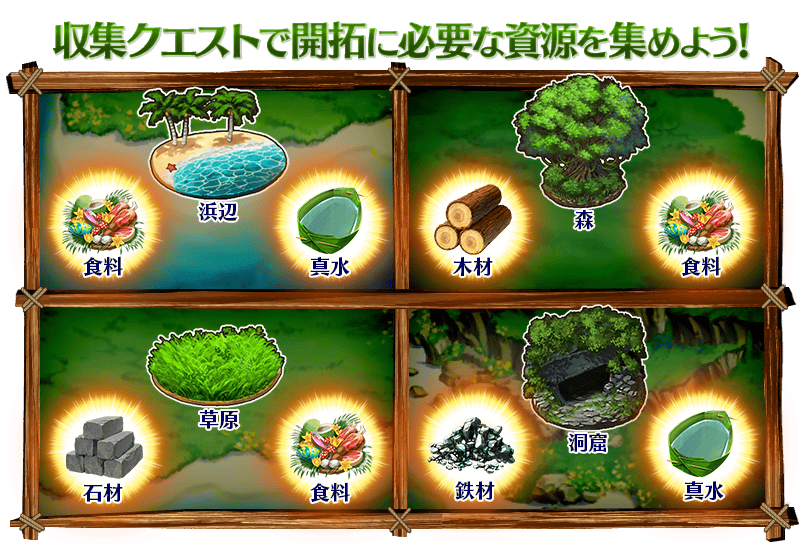 収集クエストで開拓に必要な資源を集めよう!
浜辺
食料
真水
森
木材
食料
草原
石材
食料
洞窟
鉄材
真水